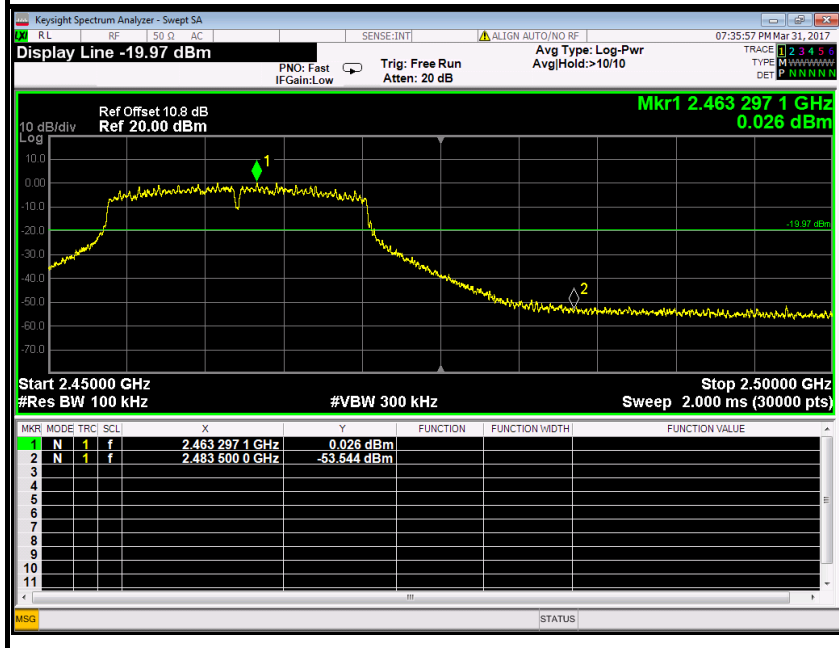 Keysight Spectrum Analyzer - Swept SA
LXI RL RF 50 Ω AC SENSE:INT ALIGN AUTO/NO RF 07:35:57 PM Mar 31, 2017
Display Line -19.97 dBm
PNO: Fast
IFGain:Low
Trig: Free Run
Atten: 20 dB
Avg Type: Log-Pwr
Avg|Hold:>10/10
TRACE 1 2 3 4 5 6
TYPE M WWWWW
DET P N N N N N
Mkr1 2.463 297 1 GHz
0.026 dBm
Ref Offset 10.8 dB
10 dB/div Ref 20.00 dBm
Log
10.0
0.00
-10.0
-20.0
-30.0
-40.0
-50.0
-60.0
-70.0
1
-19.97 dBm
2
Start 2.45000 GHz Stop 2.50000 GHz
#Res BW 100 kHz #VBW 300 kHz Sweep 2.000 ms (30000 pts)
MKR MODE TRC SCL X Y FUNCTION FUNCTION WIDTH FUNCTION VALUE
1 N 1 f 2.463 297 1 GHz 0.026 dBm
2 N 1 f 2.483 500 0 GHz -53.544 dBm
3
4
5
6
7
8
9
10
11
MSG STATUS